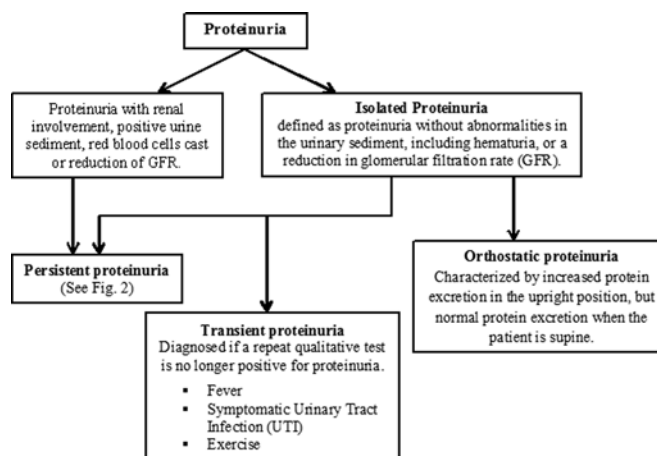 Proteinuria
Proteinuria with renal
involvement, positive urine
sediment, red blood cells cast
or reduction of GFR.
Isolated Proteinuria
defined as proteinuria without abnormalities in
the urinary sediment, including hematuria, or a
reduction in glomerular filtration rate (GFR).
Persistent proteinuria
(See Fig. 2)
Orthostatic proteinuria
Characterized by increased protein
excretion in the upright position, but
normal protein excretion when the
patient is supine.
Transient proteinuria
Diagnosed if a repeat qualitative test
is no longer positive for proteinuria.
▪ Fever
▪ Symptomatic Urinary Tract
Infection (UTI)
▪ Exercise